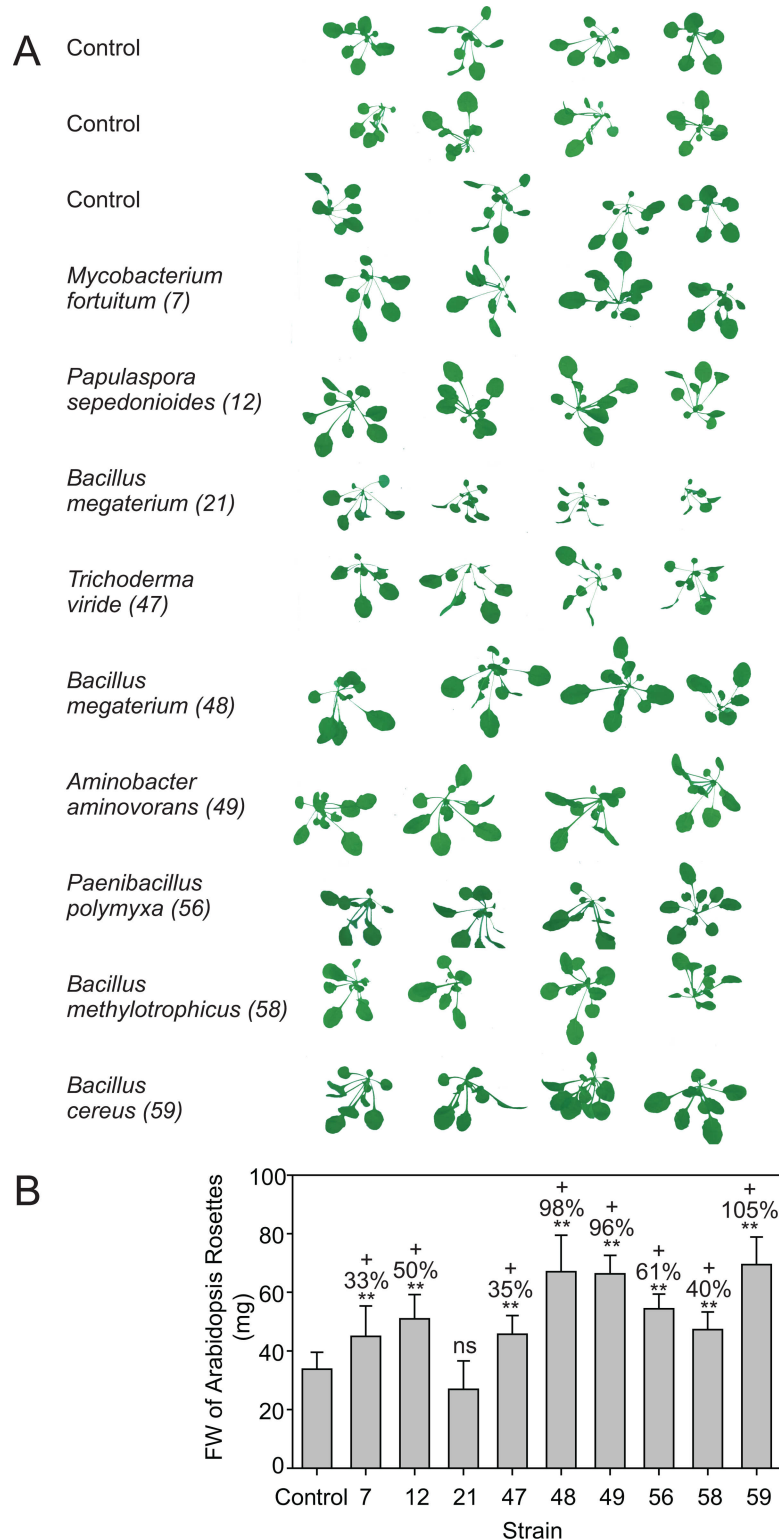 A
Control
Control
Control
Mycobacterium
fortuitum (7)
Papulaspora
sepedonioides (12)
Bacillus
megaterium (21)
Trichoderma
viride (47)
Bacillus
megaterium (48)
Aminobacter
aminovorans (49)
Paenibacillus
polymyxa (56)
Bacillus
methylotrophicus (58)
Bacillus
cereus (59)
B
FW of Arabidopsis Rosettes
(mg)
100
80
60
40
20
0
+
33%
**
+
50%
**
ns
+
35%
**
+
98%
**
+
96%
**
+
61%
**
+
40%
**
+
105%
**
Control 7 12 21 47 48 49 56 58 59
Strain